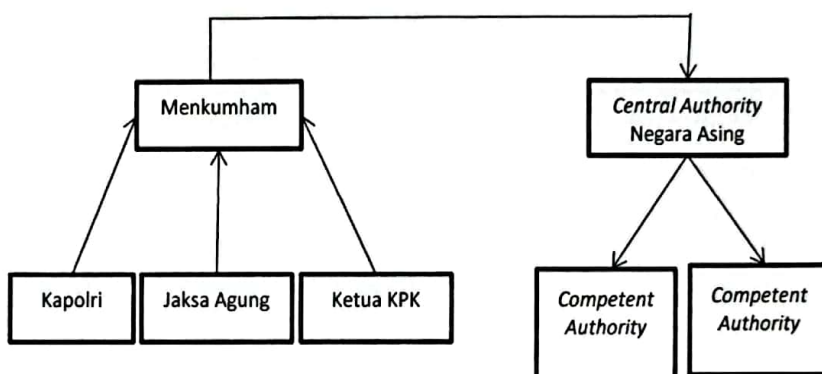 Menkumham
Central Authority
Negara Asing
Kapolri
Jaksa Agung
Ketua KPK
Competent
Authority
Competent
Authority